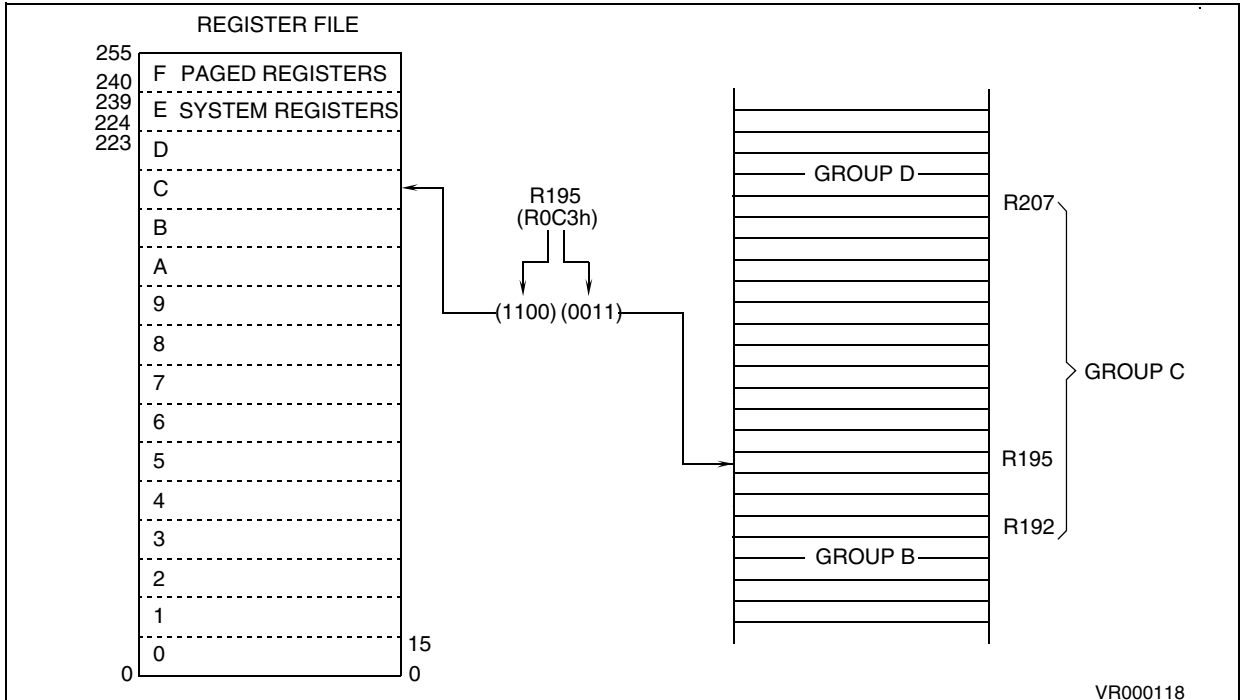 REGISTER FILE
255
240
239
224
223
F PAGED REGISTERS
E SYSTEM REGISTERS
D
C
B
A
9
8
7
6
5
4
3
2
1
0
15
0
0
R195
(R0C3h)
(1100) (0011)
GROUP D
R207
GROUP C
R195
R192
GROUP B
VR000118